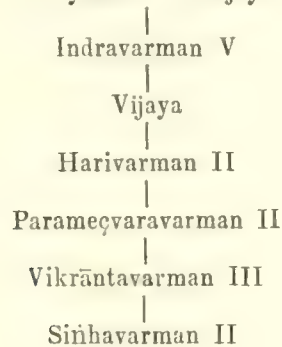 Indravarman V
Vijaya
Harivarman II
Parameçvaravarman II
Vikrāntavarman III
Siṅhavarman II